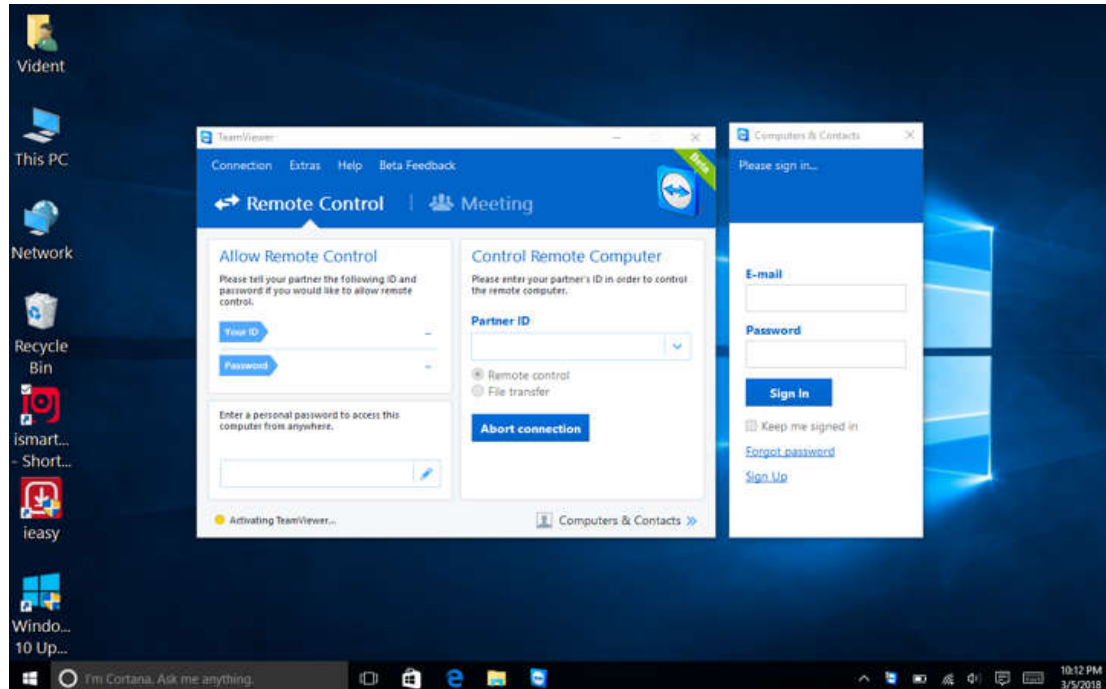 Vident
This PC
Network
Recycle
Bin
ismart...
- Short...
ieasy
Windo...
10 Up...
TeamViewer
Connection Extras Help Beta Feedback
Beta
Remote Control
Meeting
Allow Remote Control
Please tell your partner the following ID and
password if you would like to allow remote
control.
Your ID -
Password -
Enter a personal password to access this
computer from anywhere.
Control Remote Computer
Please enter your partner's ID in order to control
the remote computer.
Partner ID
Remote control
File transfer
Abort connection
Activating TeamViewer...
Computers & Contacts
Computers & Contacts
Please sign in...
E-mail
Password
Sign In
Keep me signed in
Forgot password
Sign Up
I'm Cortana. Ask me anything.
10:12 PM
3/5/2018